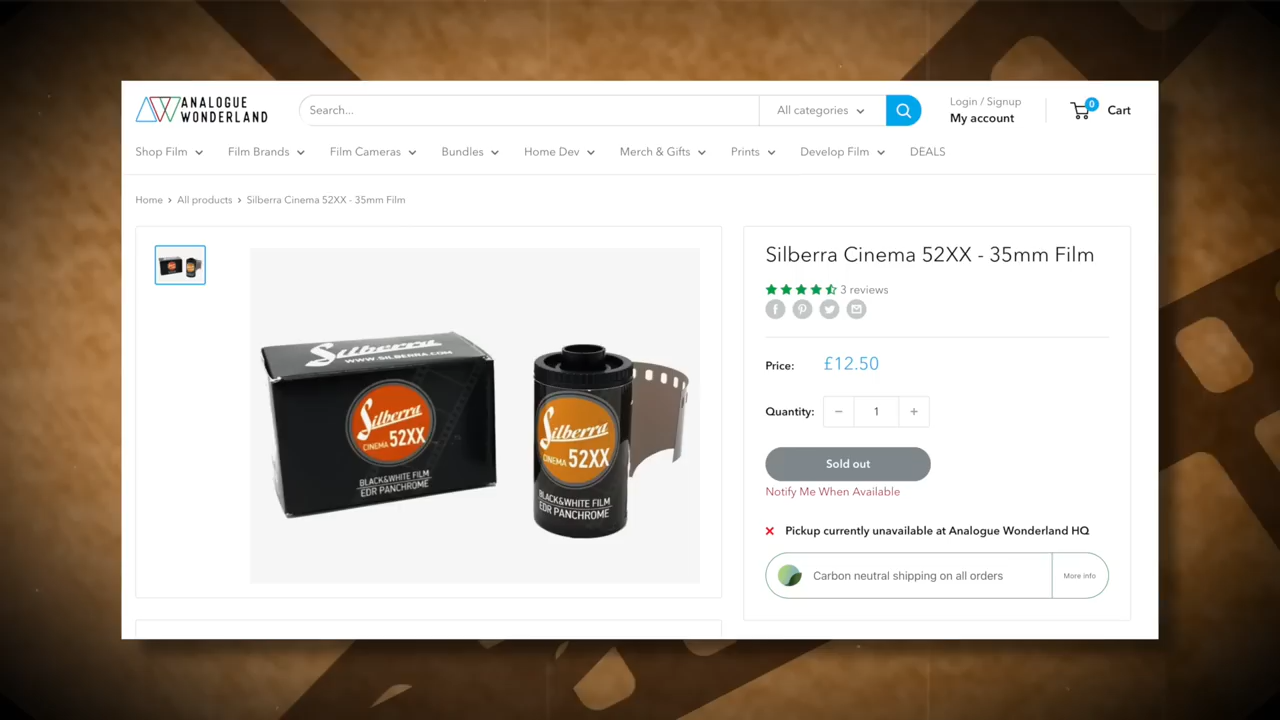 ANALOGUE
WONDERLAND
Search...
All categories
Login / Signup
My account
0
Cart
Shop Film
Film Brands
Film Cameras
Bundles
Home Dev
Merch & Gifts
Prints
Develop Film
DEALS
Home
All products
Silberra Cinema 52XX - 35mm Film
Silberra
WWW.SILBERRA.COM
Silberra
CINEMA 52XX
BLACK&WHITE FILM
EDR PANCHROME
Silberra
CINEMA 52XX
BLACK&WHITE FILM
EDR PANCHROME
Silberra Cinema 52XX - 35mm Film
3 reviews
Price: £12.50
Quantity: − 1 +
Sold out
Notify Me When Available
Pickup currently unavailable at Analogue Wonderland HQ
Carbon neutral shipping on all orders
More info